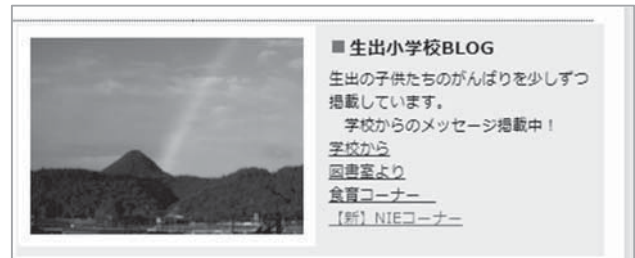 ■生出小学校BLOG
生出の子供たちのがんばりを少しずつ
掲載しています。
　学校からのメッセージ掲載中！
学校から
図書室より
食育コーナー
【新】NIEコーナー